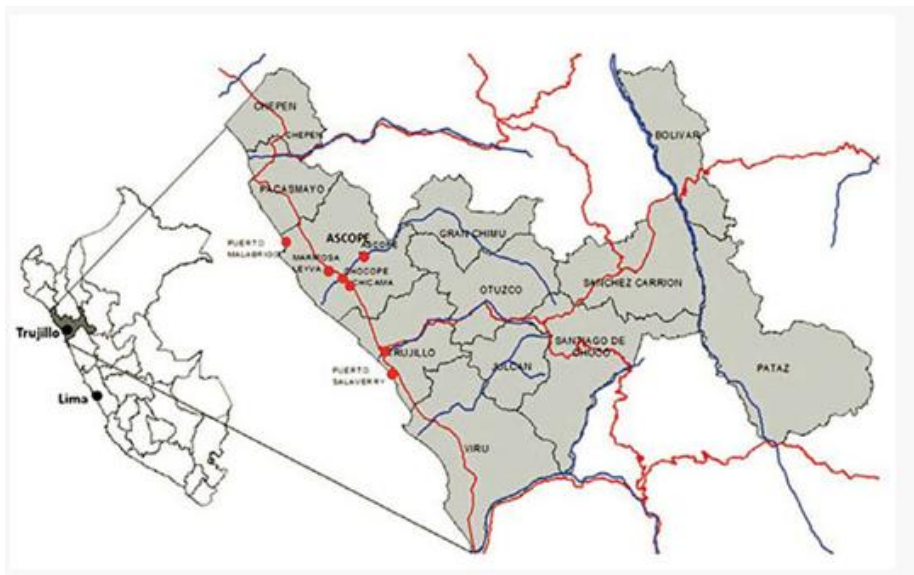 CHEPEN
CHEPEN
BOLIVAR
PACASMAYO
ASCOPE
ASCOPE
GRAN CHIMU
PUERTO
MALABRIGO
MARIPOSA
LEYVA
CHOCOPE
CHICAMA
OTUZCO
SANCHEZ CARRION
Trujillo
TRUJILLO
SANTIAGO DE
CHUCO
JULCAN
PUERTO
SALAVERRY
PATAZ
Lima
VIRU